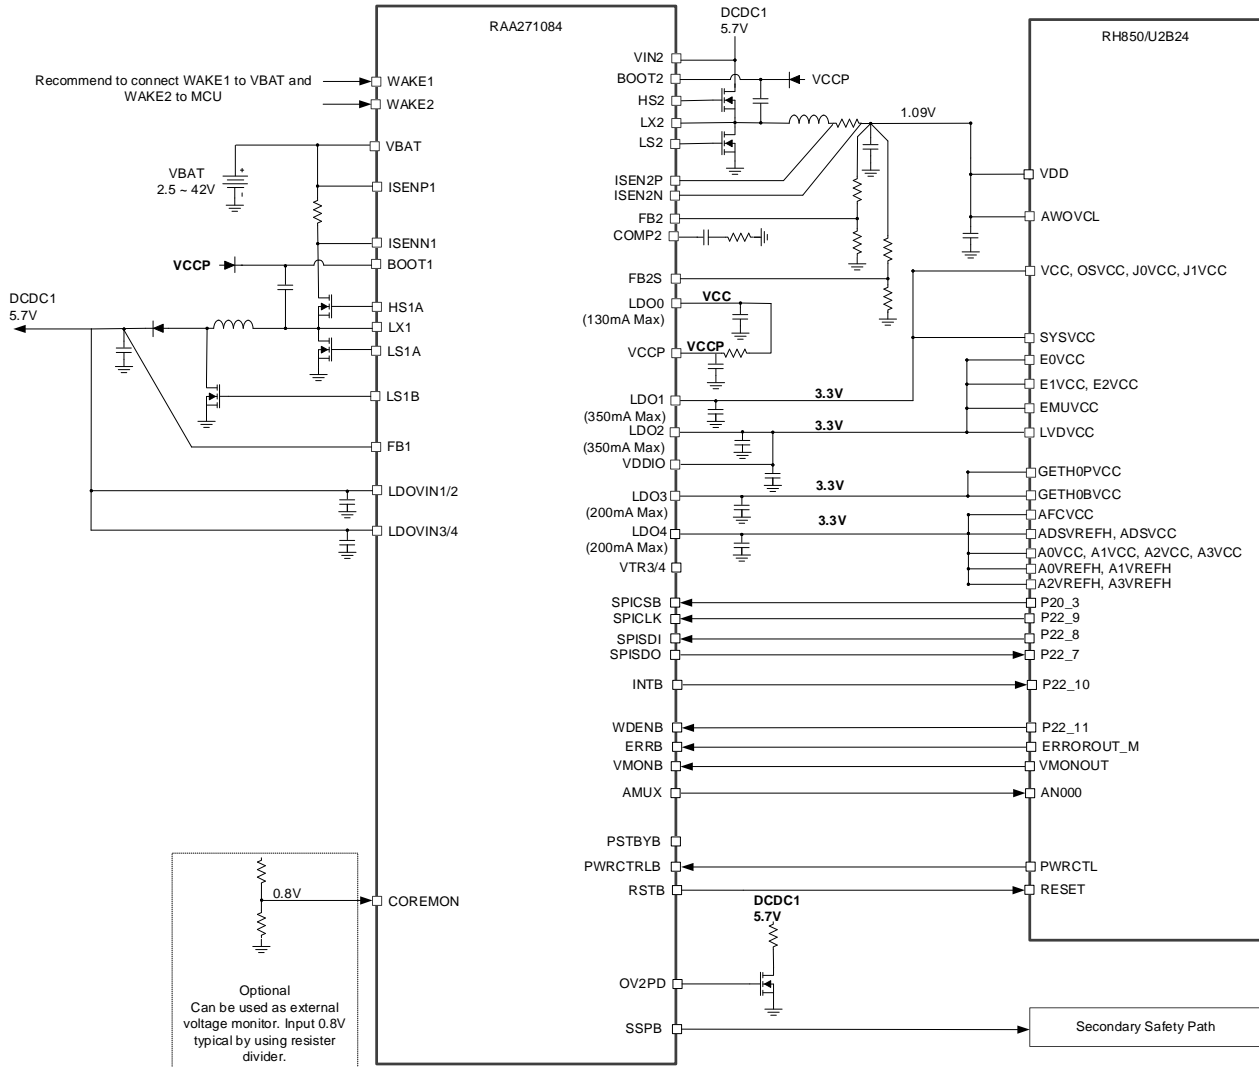 RAA271084
RH850/U2B24
DCDC1
5.7V
Recommend to connect WAKE1 to VBAT and
WAKE2 to MCU
WAKE1
WAKE2
VBAT
VBAT
2.5 ~ 42V
+
-
ISENP1
ISENN1
VCCP
BOOT1
DCDC1
5.7V
HS1A
LX1
LS1A
LS1B
FB1
LDOVIN1/2
LDOVIN3/4
0.8V
COREMON
Optional
Can be used as external
voltage monitor. Input 0.8V
typical by using resister
divider.
VIN2
BOOT2
VCCP
HS2
LX2
1.09V
LS2
ISEN2P
ISEN2N
FB2
COMP2
FB2S
LDO0
(130mA Max)
VCC
VCCP
VCCP
LDO1
(350mA Max)
3.3V
LDO2
(350mA Max)
3.3V
VDDIO
LDO3
(200mA Max)
3.3V
LDO4
(200mA Max)
3.3V
VTR3/4
SPICSB
SPICLK
SPISDI
SPISDO
INTB
WDENB
ERRB
VMONB
AMUX
PSTBYB
PWRCTRLB
RSTB
DCDC1
5.7V
OV2PD
SSPB
VDD
AWOVCL
VCC, OSVCC, J0VCC, J1VCC
SYSVCC
E0VCC
E1VCC, E2VCC
EMUVCC
LVDVCC
GETH0PVCC
GETH0BVCC
AFCVCC
ADSVREFH, ADSVCC
A0VCC, A1VCC, A2VCC, A3VCC
A0VREFH, A1VREFH
A2VREFH, A3VREFH
P20_3
P22_9
P22_8
P22_7
P22_10
P22_11
ERROROUT_M
VMONOUT
AN000
PWRCTL
RESET
Secondary Safety Path